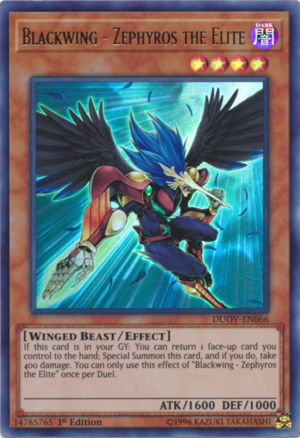 BLACKWING - ZEPHYROS THE ELITE
DARK
闇
DUOV-EN066
[WINGED BEAST/EFFECT]
If this card is in your GY: You can return 1 face-up card you
control to the hand; Special Summon this card, and if you do, take
400 damage. You can only use this effect of "Blackwing - Zephyros
the Elite" once per Duel.
ATK/1600 DEF/1000
14785765 1st Edition ©1996 KAZUKI TAKAHASHI